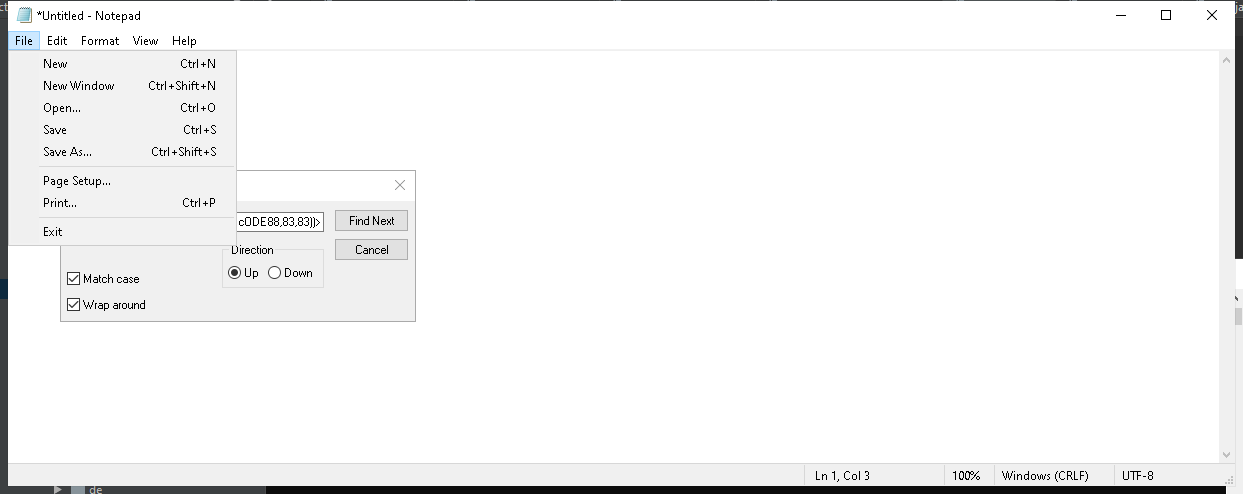 *Untitled - Notepad
File Edit Format View Help
New Ctrl+N
New Window Ctrl+Shift+N
Open... Ctrl+O
Save Ctrl+S
Save As... Ctrl+Shift+S
Page Setup...
Print... Ctrl+P
Exit
cODE88,83,83))>
Find Next
Direction
Cancel
Up Down
Match case
Wrap around
Ln 1, Col 3 100% Windows (CRLF) UTF-8
de